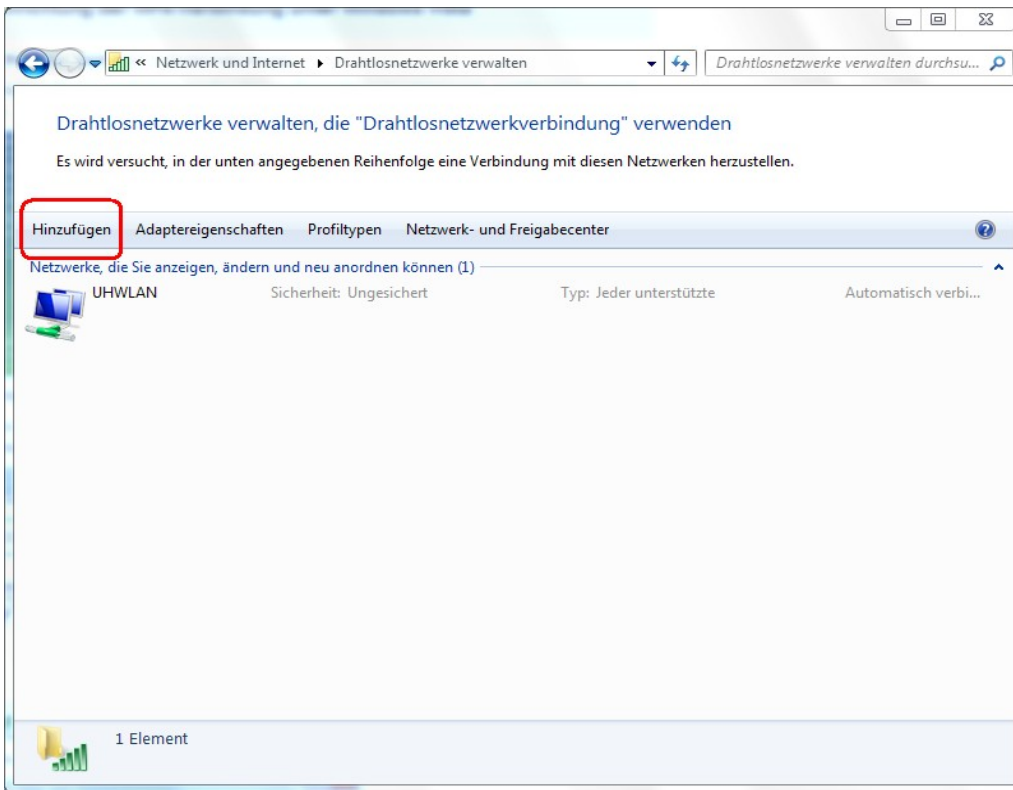 « Netzwerk und Internet ▸ Drahtlosnetzwerke verwalten
Drahtlosnetzwerke verwalten durchsu...
Drahtlosnetzwerke verwalten, die "Drahtlosnetzwerkverbindung" verwenden
Es wird versucht, in der unten angegebenen Reihenfolge eine Verbindung mit diesen Netzwerken herzustellen.
Hinzufügen Adaptereigenschaften Profiltypen Netzwerk- und Freigabecenter
Netzwerke, die Sie anzeigen, ändern und neu anordnen können (1)
UHWLAN Sicherheit: Ungesichert Typ: Jeder unterstützte Automatisch verbi...
1 Element